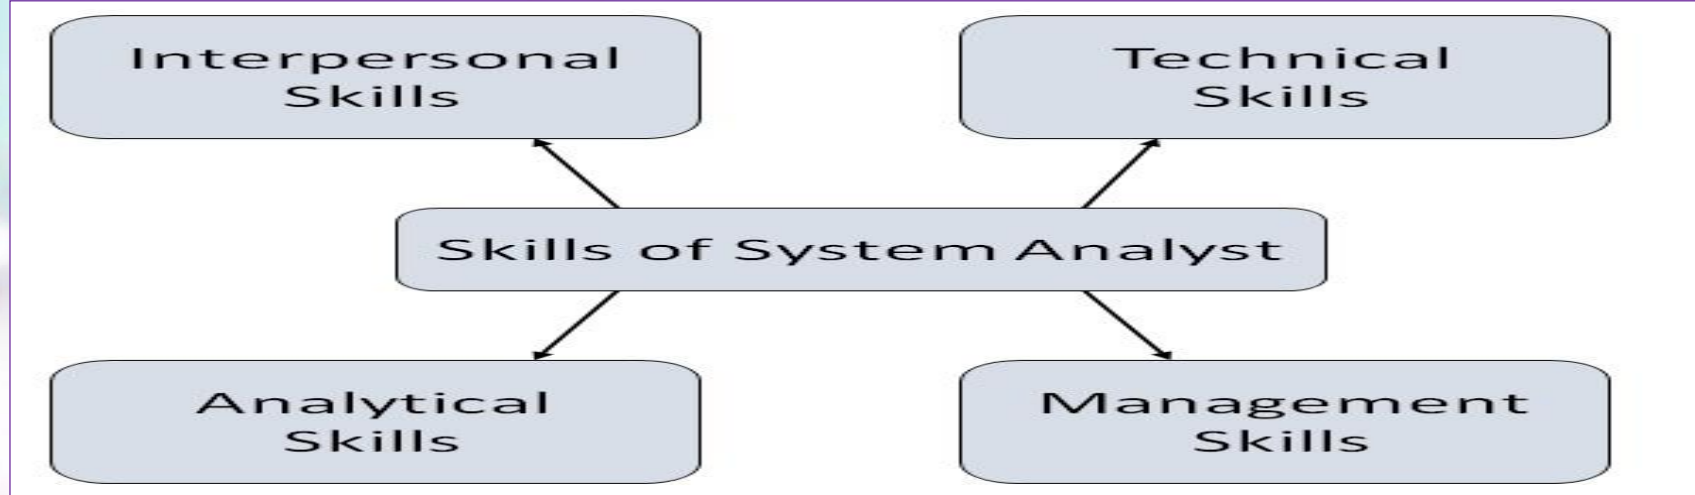 Interpersonal
Skills
Technical
Skills
Skills of System Analyst
Analytical
Skills
Management
Skills